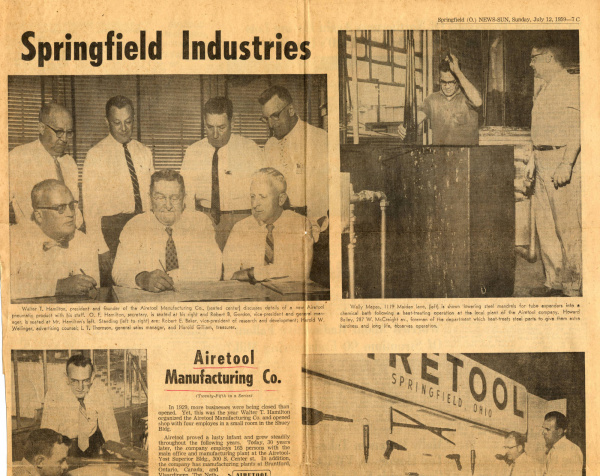 Springfield (O.) NEWS-SUN, Sunday, July 12, 1959—7 C
Springfield Industries
Walter T. Hamilton, president and founder of the Airetool Manufacturing Co., (seated center) discusses details of a new Airetool
pneumatic product with his staff. O. E. Hamilton, secretary, is seated at his right and Robert R. Gordon, vice-president and general man-
ager, is seated at Mr. Hamilton's left. Standing (left to right) are: Robert E. Baker, vice-president of research and development; Harold W.
advertising counsel; L. T. Thomson, general sales manager, and Harold Gilliam, treasurer.
Wally Mapes, 1119 Maiden lane, (left) is shown lowering steel mandrels for tube expanders into a
chemical bath following a heat-treating operation at the local plant of the Airetool company. Howard
Bailey, 287 W. McCreight av., foreman of the department which heat-treats steel parts to give them extra
hardness and long life, observes operation.
Airetool
Manufacturing Co.
(Twenty-Fifth in a Series)
In 1929, more businesses were being closed than
opened. Yet, this was the year Walter T. Hamilton
organized the Airetool Manufacturing Co. and opened
shop with four employes in a small room in the
Bldg.
Airetool proved a lusty infant and grew steadily
throughout the following years. Today, 30 years
later, the company employs 165 persons with the
main office and manufacturing plant at the Airetool-
Yost Superior Bldg., 300 S. Center st. In addition,
the company has manufacturing plants at Brantford,
Ontario, Canada, and
AIRETOOL
IRETOOL
SPRINGFIELD, OHIO